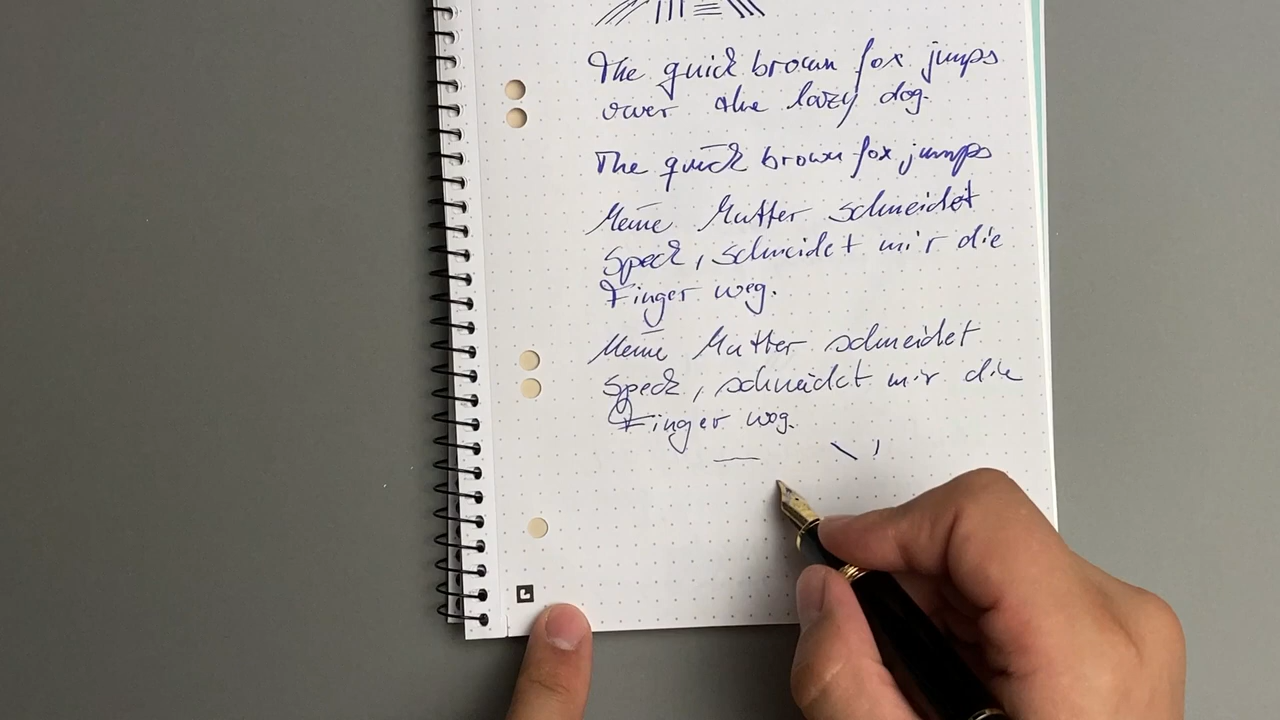 The quick brown fox jumps
over the lazy dog.
The quick brown fox jumps
Meine Mutter schneidet
Speck, schneidet mir die
Finger weg.
Meine Mutter schneidet
Speck, schneidet mir die
Finger weg.